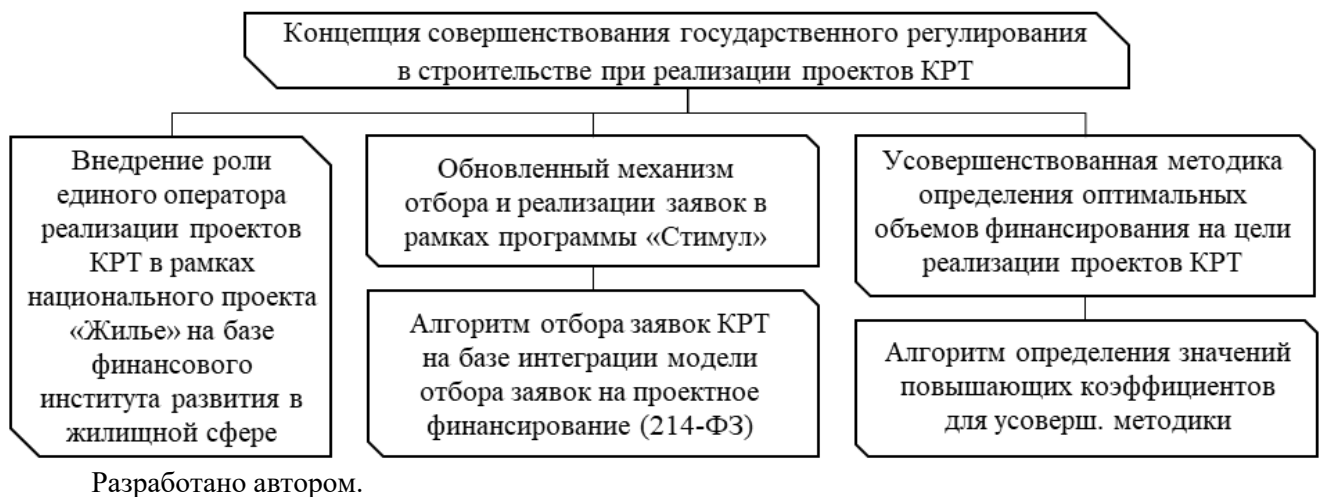 Концепция совершенствования государственного регулирования
в строительстве при реализации проектов КРТ
Внедрение роли
единого оператора
реализации проектов
КРТ в рамках
национального проекта
«Жилье» на базе
финансового
института развития в
жилищной сфере
Обновленный механизм
отбора и реализации заявок в
рамках программы «Стимул»
Алгоритм отбора заявок КРТ
на базе интеграции модели
отбора заявок на проектное
финансирование (214-ФЗ)
Усовершенствованная методика
определения оптимальных
объемов финансирования на цели
реализации проектов КРТ
Алгоритм определения значений
повышающих коэффициентов
для усоверш. методики
Разработано автором.